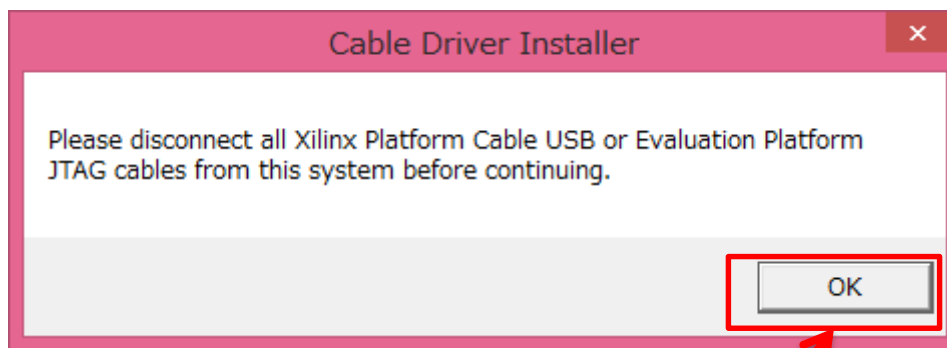 Cable Driver Installer
Please disconnect all Xilinx Platform Cable USB or Evaluation Platform
JTAG cables from this system before continuing.
OK